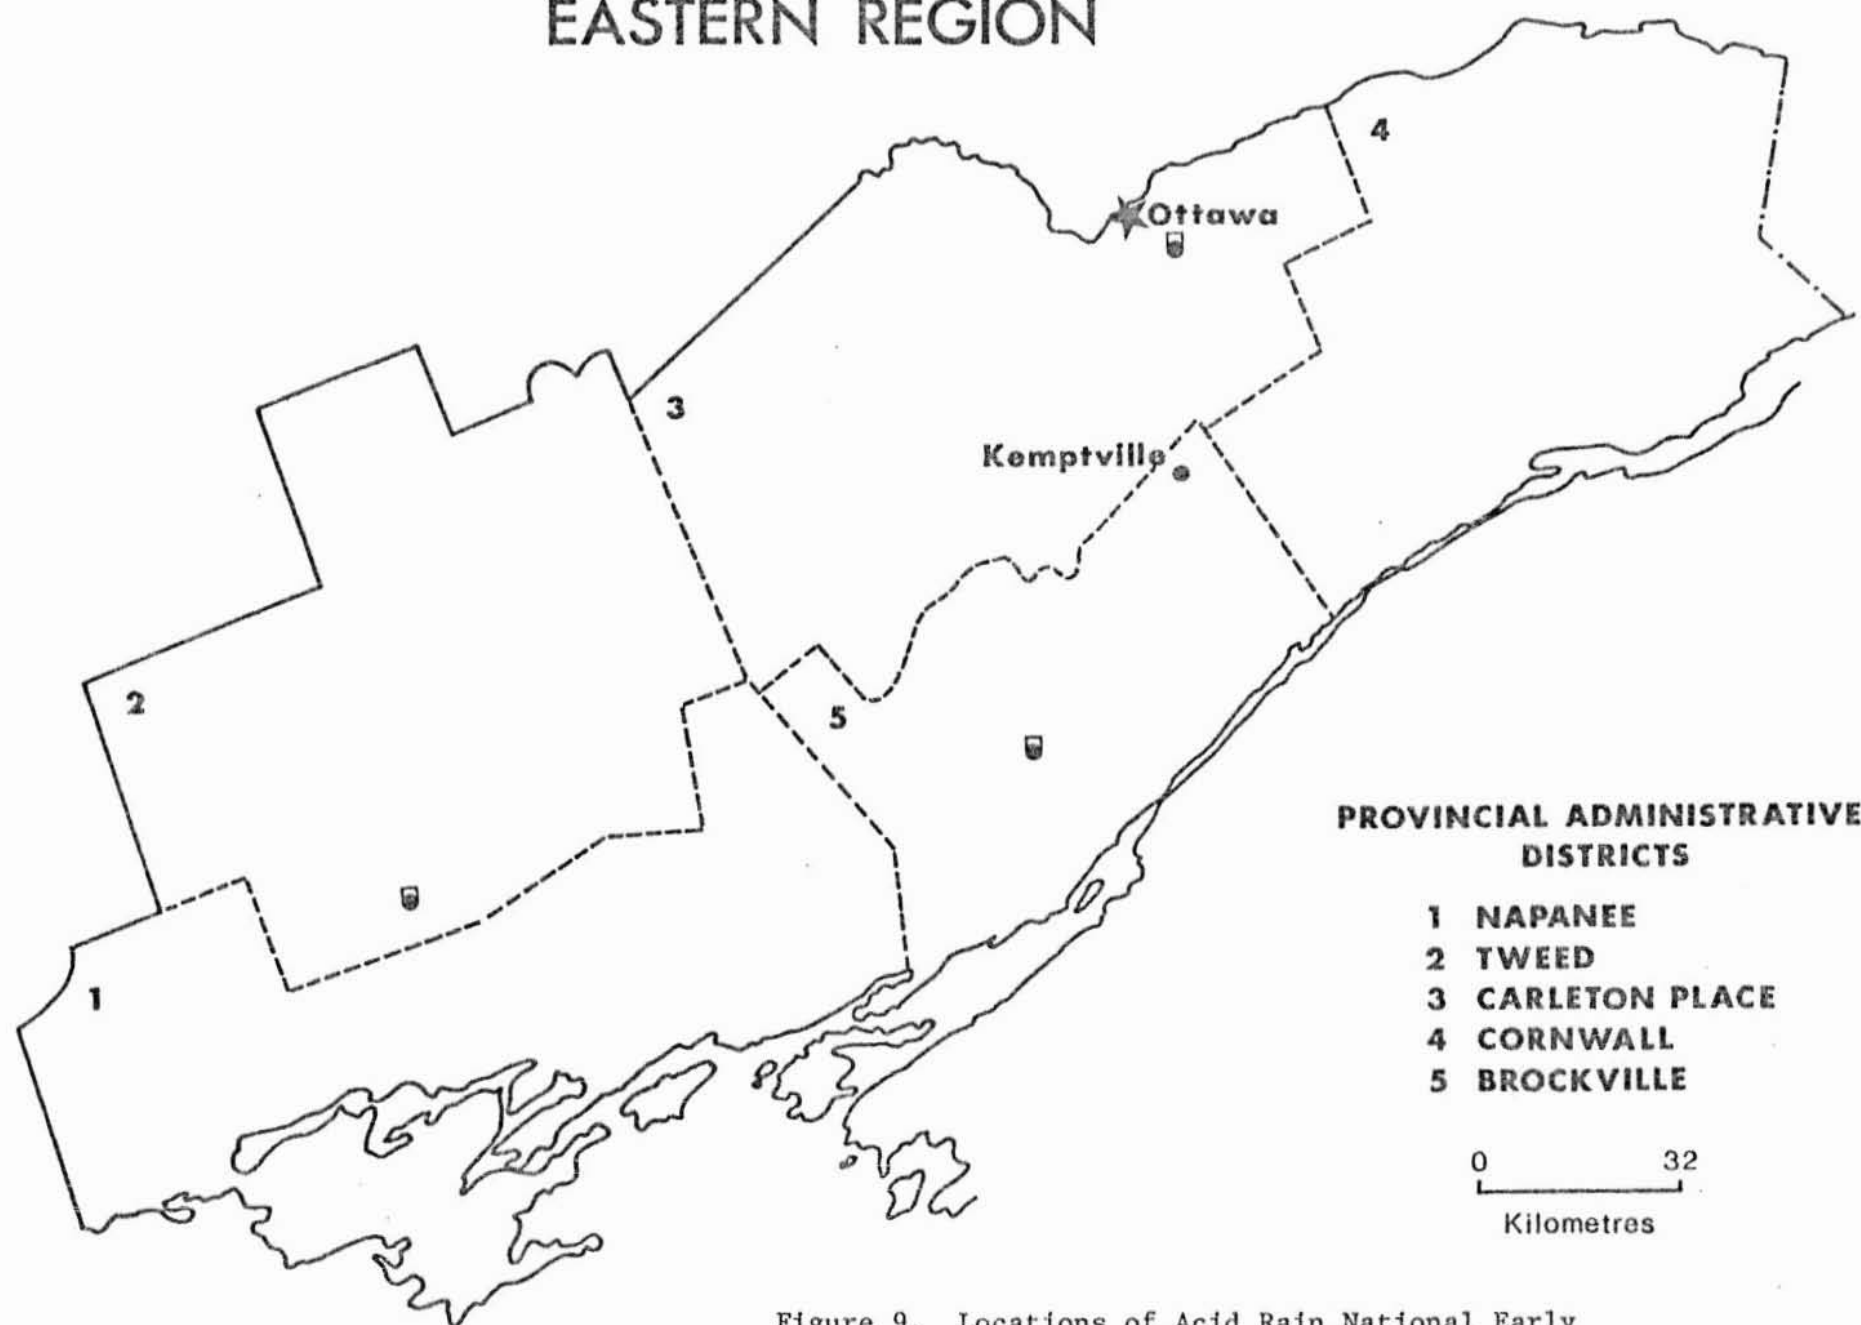 EASTERN REGION
4
Ottawa
3
Kemptville
2
5
1
PROVINCIAL ADMINISTRATIVE
DISTRICTS
1 NAPANEE
2 TWEED
3 CARLETON PLACE
4 CORNWALL
5 BROCKVILLE
0 32
Kilometres
Figure 9. Locations of Acid Rain National Early